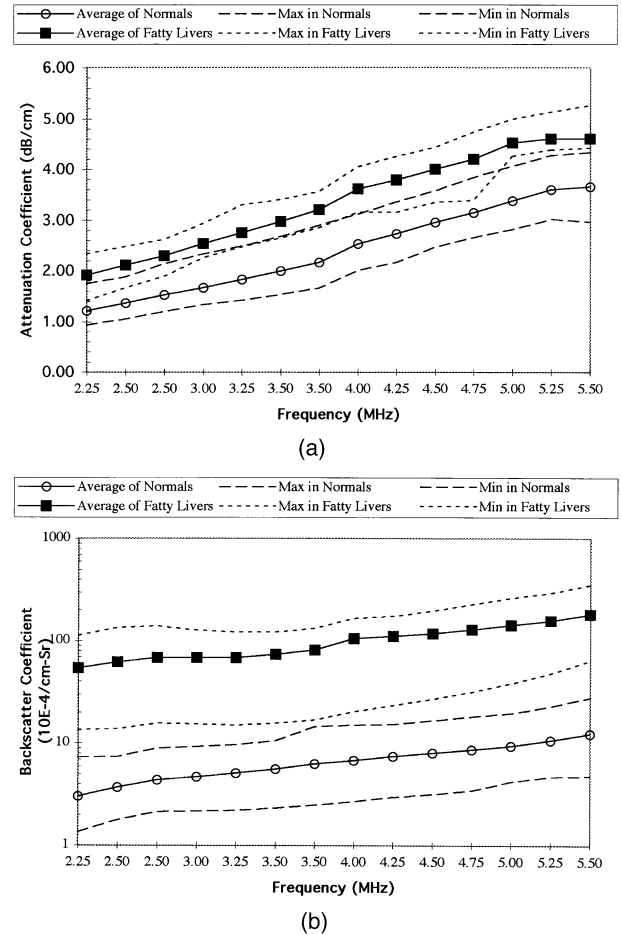 Average of Normals Max in Normals Min in Normals
Average of Fatty Livers Max in Fatty Livers Min in Fatty Livers
6.00
5.00
4.00
3.00
2.00
1.00
0.00
Attenuation Coefficient (dB/cm)
2.25 2.50 2.75 3.00 3.25 3.50 3.75 4.00 4.25 4.50 4.75 5.00 5.25 5.50
Frequency (MHz)
(a)
Average of Normals Max in Normals Min in Normals
Average of Fatty Livers Max in Fatty Livers Min in Fatty Livers
1000
100
10
1
Backscatter Coefficient
(10E-4/cm-Sr)
2.25 2.50 2.75 3.00 3.25 3.50 3.75 4.00 4.25 4.50 4.75 5.00 5.25 5.50
Frequency (MHz)
(b)